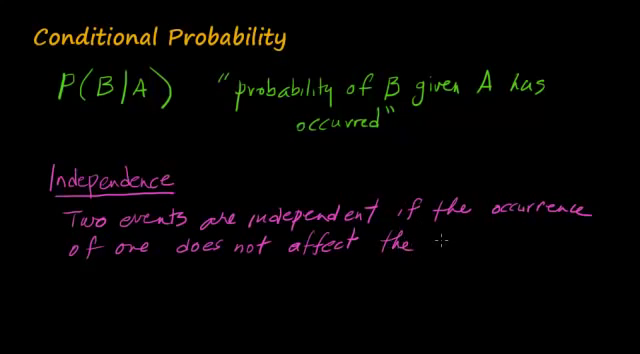 Conditional Probability
P(B|A) "probability of B given A has
occurred"
Independence
Two events are independent if the occurrence
of one does not affect the